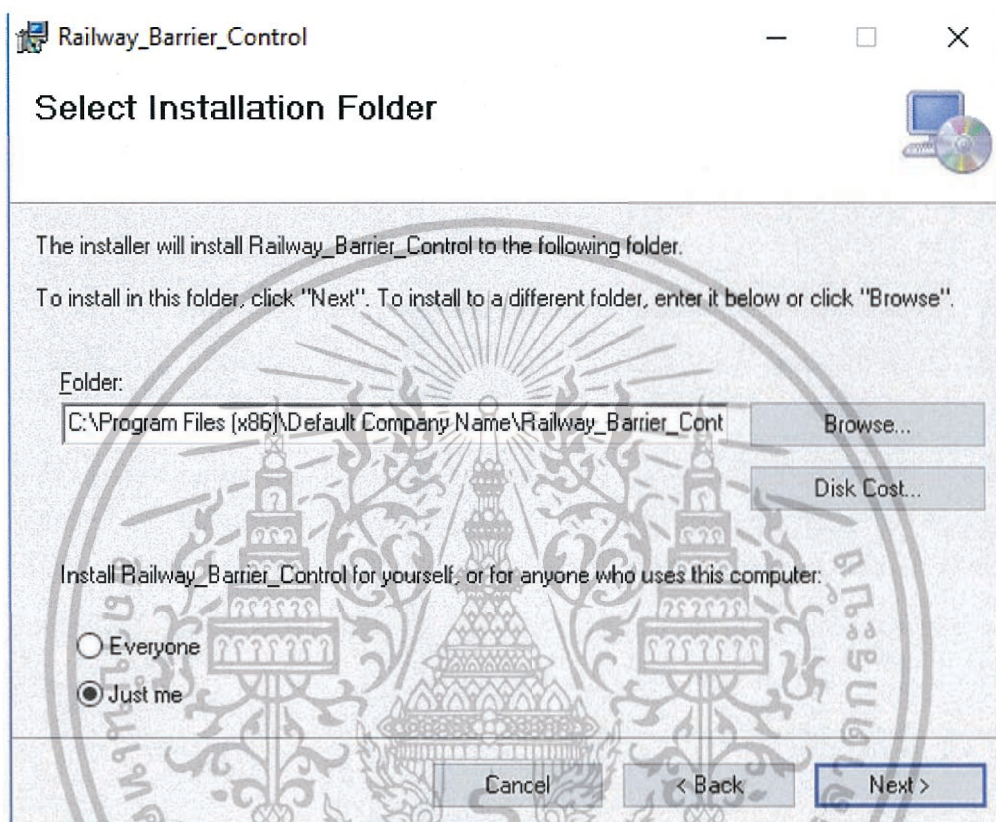 Railway_Barrier_Control
Select Installation Folder
The installer will install Railway_Barrier_Control to the following folder.
To install in this folder, click "Next". To install to a different folder, enter it below or click "Browse".
Folder:
C:\Program Files (x86)\Default Company Name\Railway_Barrier_Cont
Browse...
Disk Cost...
Install Railway_Barrier_Control for yourself, or for anyone who uses this computer:
Everyone
Just me
Cancel
< Back
Next >